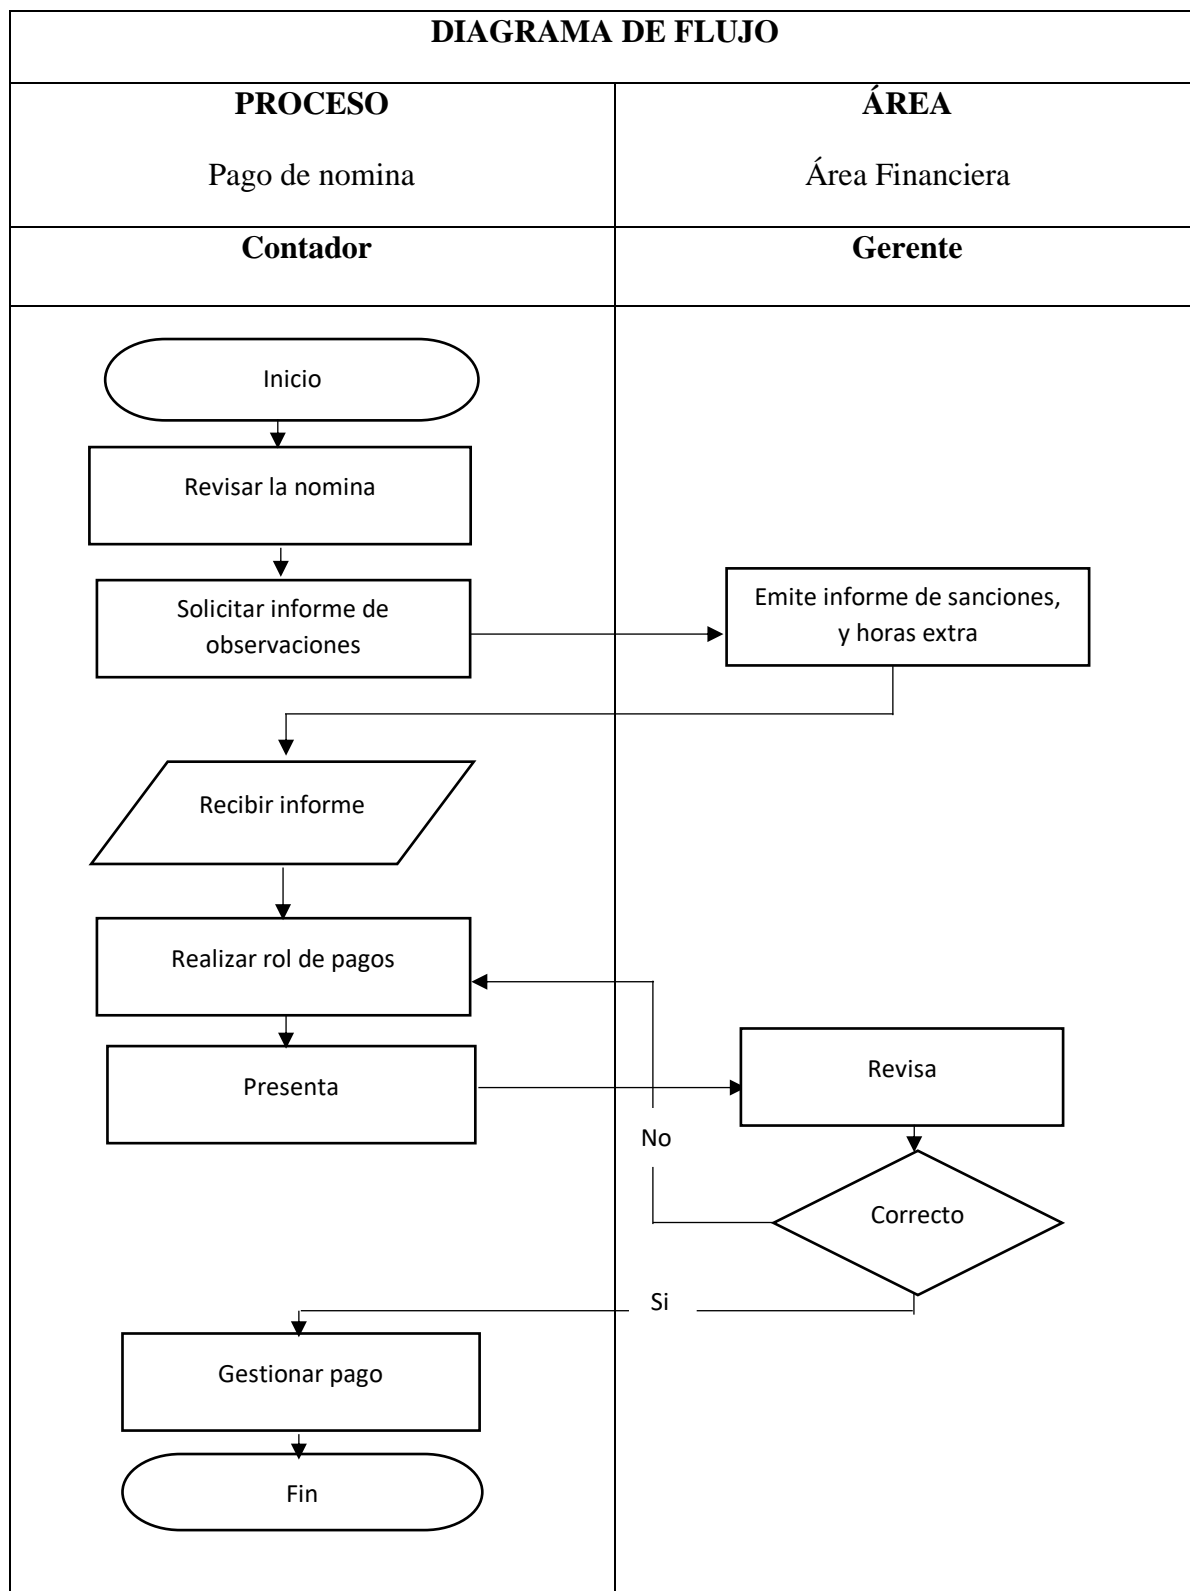 DIAGRAMA DE FLUJO
PROCESO
ÁREA
Pago de nomina
Área Financiera
Contador
Gerente
Inicio
Revisar la nomina
Solicitar informe de
observaciones
Emite informe de sanciones,
y horas extra
Recibir informe
Realizar rol de pagos
Presenta
Revisa
No
Correcto
Si
Gestionar pago
Fin